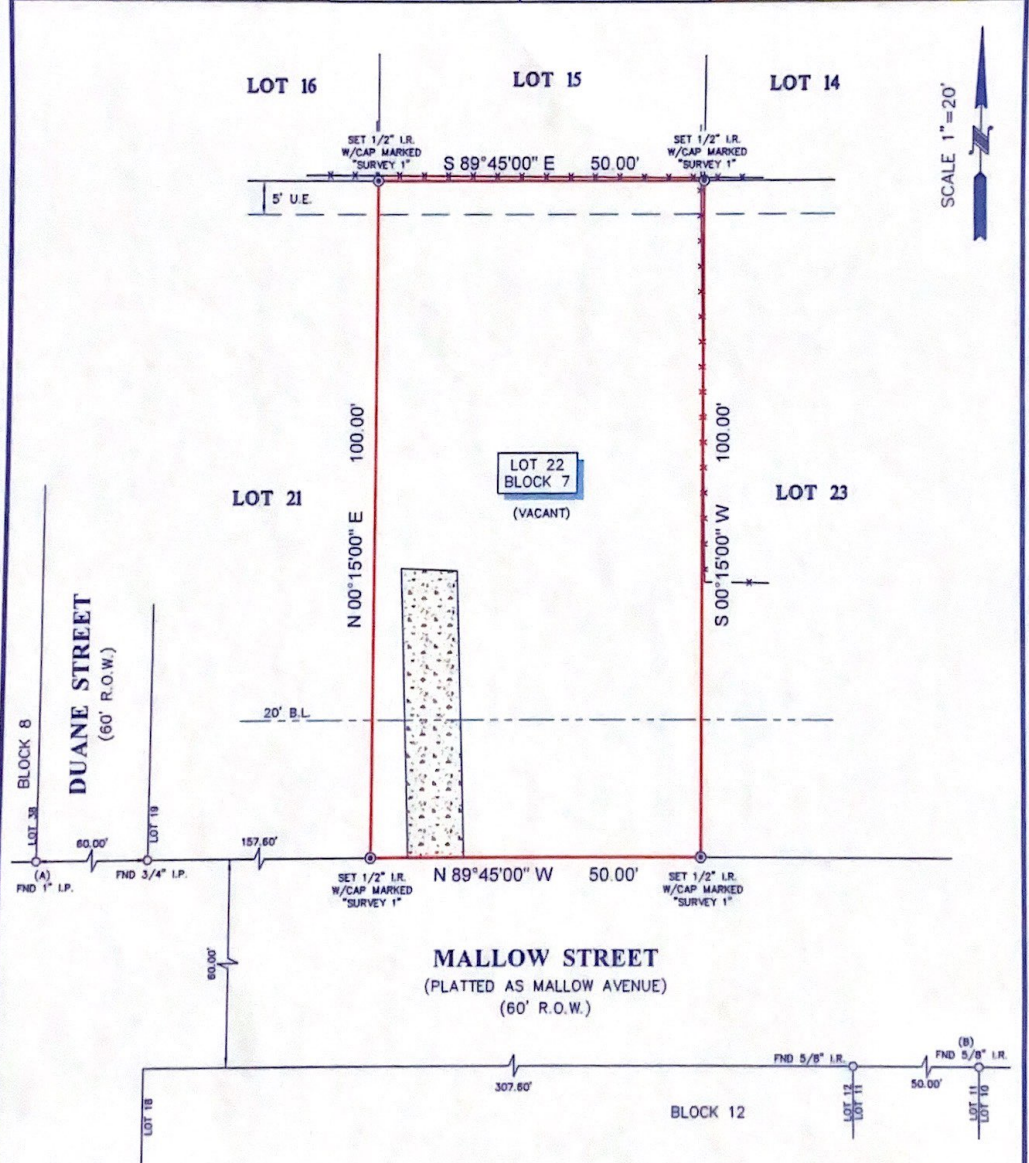 LOT 16
LOT 15
LOT 14
SCALE 1"=20'
SET 1/2" I.R.
W/CAP MARKED
"SURVEY 1"
S 89°45'00" E 50.00'
SET 1/2" I.R.
W/CAP MARKED
"SURVEY 1"
5' U.E.
N 00°15'00" E 100.00'
S 00°15'00" W 100.00'
LOT 22
BLOCK 7
(VACANT)
LOT 21
LOT 23
BLOCK 8
DUANE STREET
(60' R.O.W.)
20' B.L.
LOT 38
LOT 19
60.00'
157.60'
(A)
FND 1" I.P.
FND 3/4" I.P.
SET 1/2" I.R.
W/CAP MARKED
"SURVEY 1"
N 89°45'00" W 50.00'
SET 1/2" I.R.
W/CAP MARKED
"SURVEY 1"
60.00'
MALLOW STREET
(PLATTED AS MALLOW AVENUE)
(60' R.O.W.)
FND 5/8" I.R.
(B)
FND 5/8" I.R.
307.60'
50.00'
LOT 18
BLOCK 12
LOT 12
LOT 11
LOT 11
LOT 10